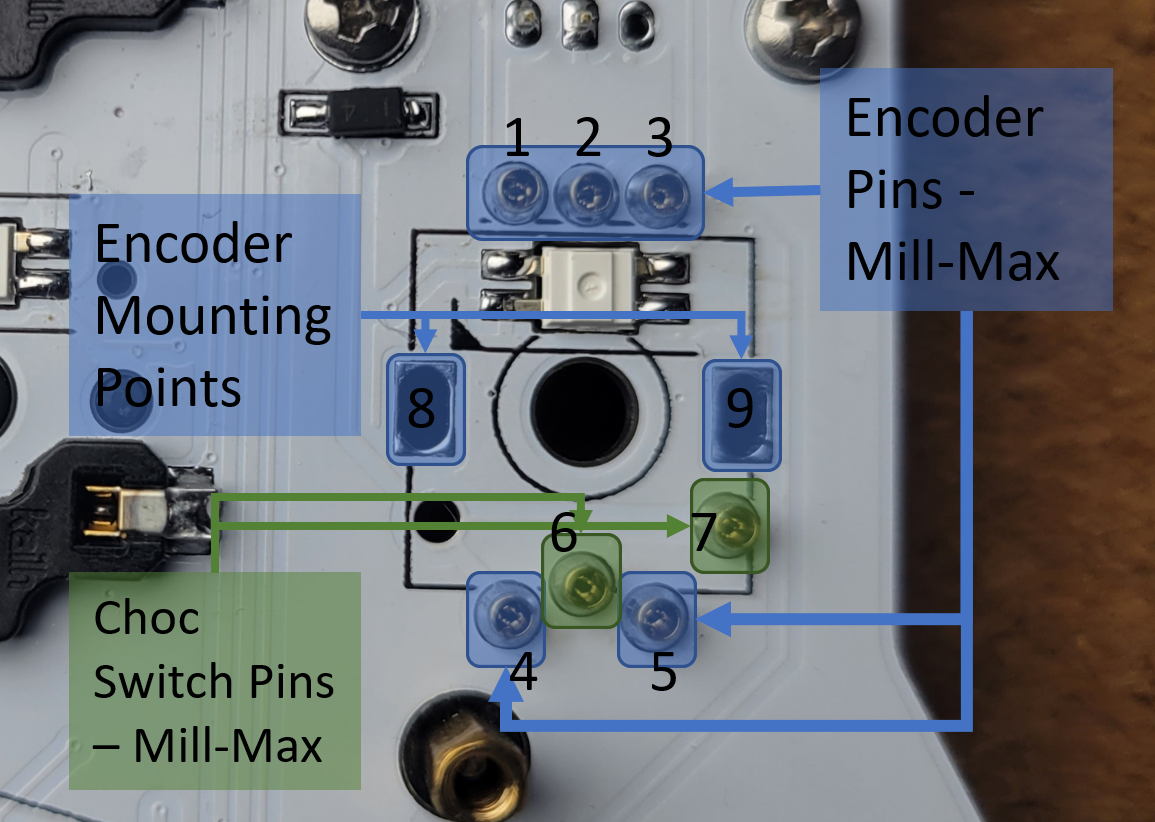 1 2 3
Encoder
Pins -
Mill-Max
Encoder
Mounting
Points
8
9
6
7
kailh
Choc
Switch Pins
– Mill-Max
4
5